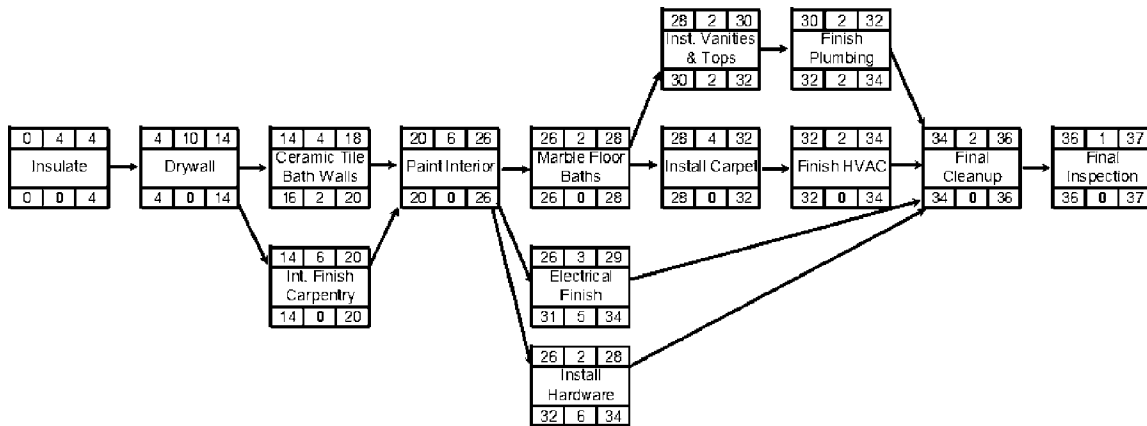 28 2 30
Inst. Vanities
& Tops
30 2 32
30 2 32
Finish
Plumbing
32 2 34
0 4 4
Insulate
0 0 4
4 10 14
Drywall
4 0 14
14 4 18
Ceramic Tile
Bath Walls
16 2 20
20 6 26
Paint Interior
20 0 26
26 2 28
Marble Floor
Baths
26 0 28
28 4 32
Install Carpet
28 0 32
32 2 34
Finish HVAC
32 0 34
34 2 36
Final
Cleanup
34 0 36
36 1 37
Final
Inspection
36 0 37
14 6 20
Int. Finish
Carpentry
14 0 20
26 3 29
Electrical
Finish
31 5 34
26 2 28
Install
Hardware
32 6 34